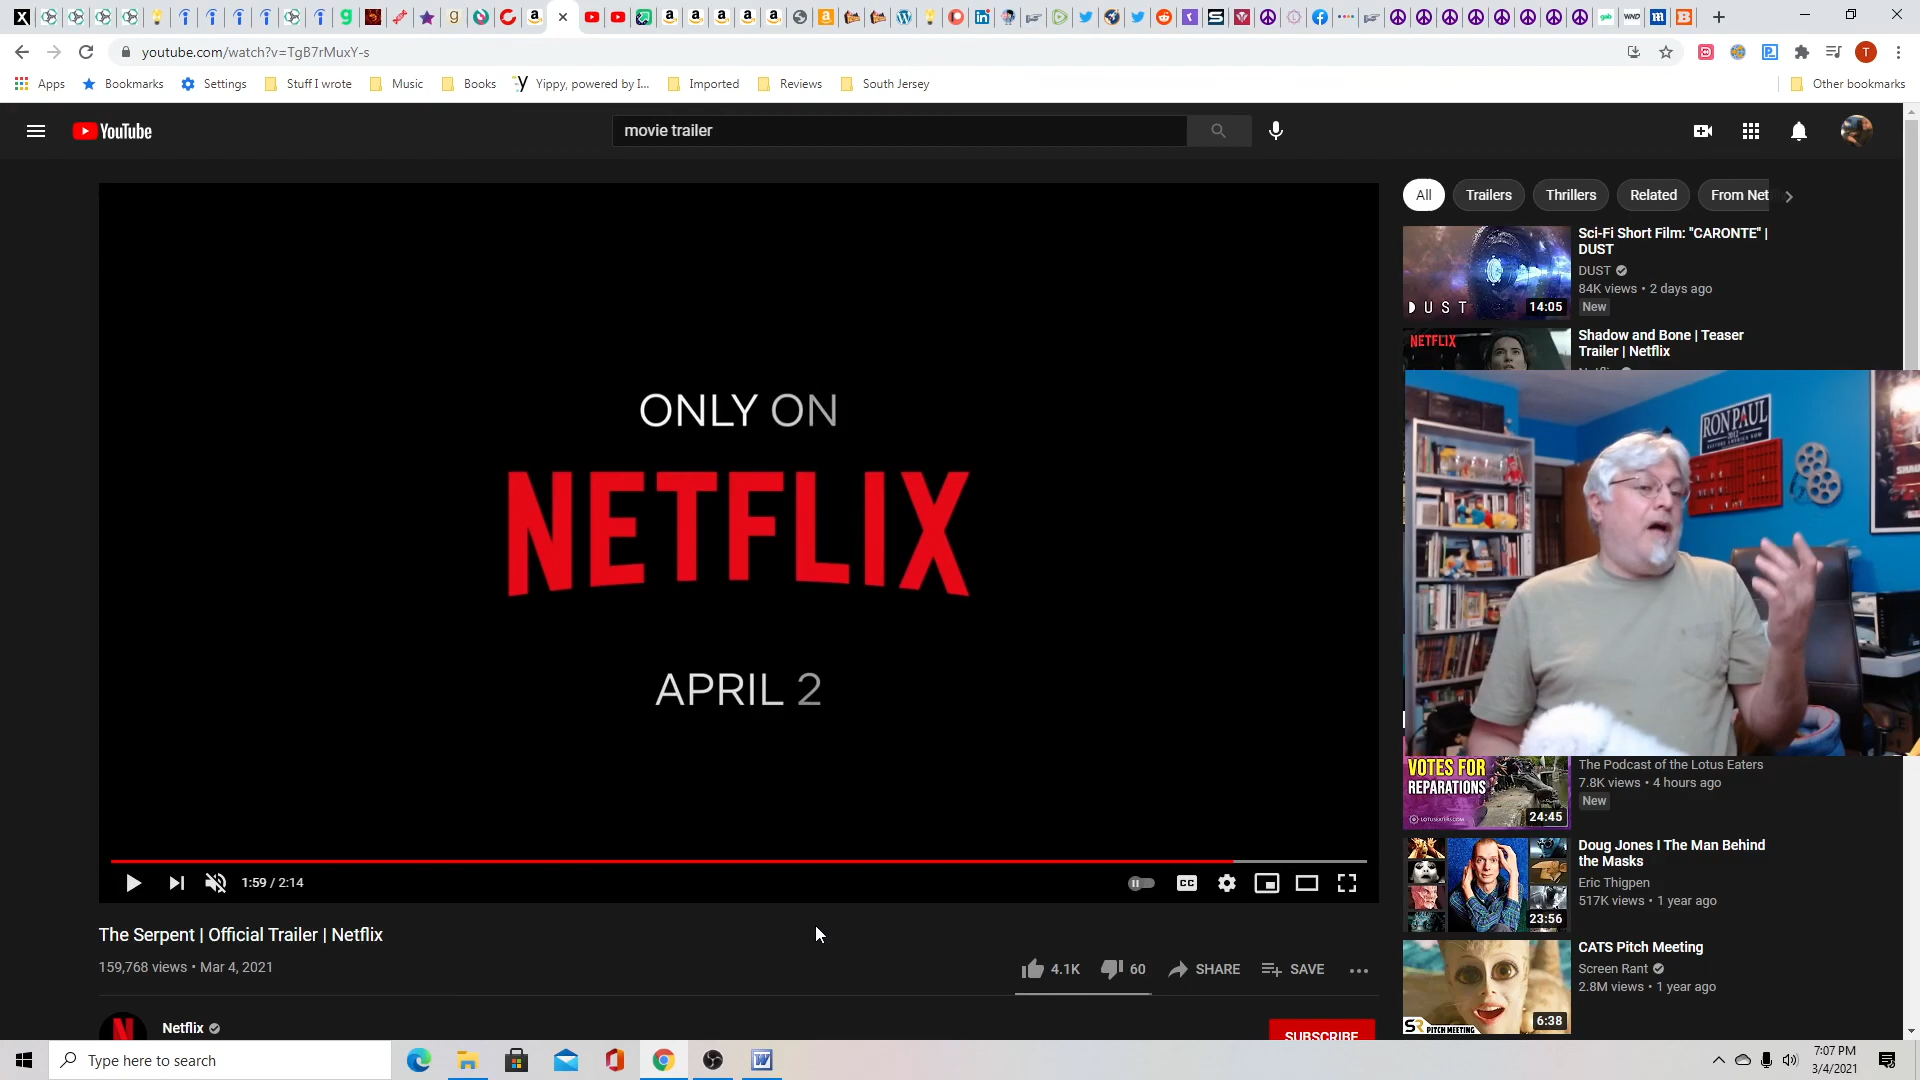 youtube.com/watch?v=TgB7rMuxY-s
T
Apps
Bookmarks
Settings
Stuff I wrote
Music
Books
Yippy, powered by I...
Imported
Reviews
South Jersey
Other bookmarks
YouTube
movie trailer
All
Trailers
Thrillers
Related
From Net
ONLY ON
NETFLIX
APRIL 2
Sci-Fi Short Film: "CARONTE" |
DUST
DUST
84K views • 2 days ago
New
DUST
14:05
NETFLIX
Shadow and Bone | Teaser
Trailer | Netflix
RON PAUL
VOTES FOR
REPARATIONS
LOTUSEATERS.COM
24:45
The Podcast of the Lotus Eaters
7.8K views • 4 hours ago
New
Doug Jones I The Man Behind
the Masks
Eric Thigpen
517K views • 1 year ago
23:56
CATS Pitch Meeting
Screen Rant
2.8M views • 1 year ago
SR PITCH MEETING
6:38
1:59 / 2:14
CC
The Serpent | Official Trailer | Netflix
159,768 views • Mar 4, 2021
4.1K
60
SHARE
SAVE
Netflix
SUBSCRIBE
Type here to search
7:07 PM
3/4/2021